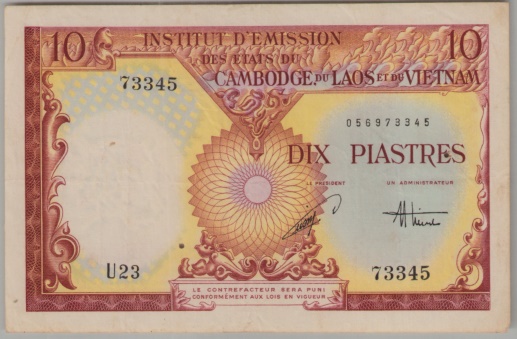 10 INSTITUT D'EMISSION 10
DES ETATS DU
CAMBODGE, DU LAOS ET DU VIETNAM
73345
056973345
DIX PIASTRES
LE PRÉSIDENT UN ADMINISTRATEUR
U23 73345
LE CONTREFACTEUR SERA PUNI
CONFORMÉMENT AUX LOIS EN VIGUEUR